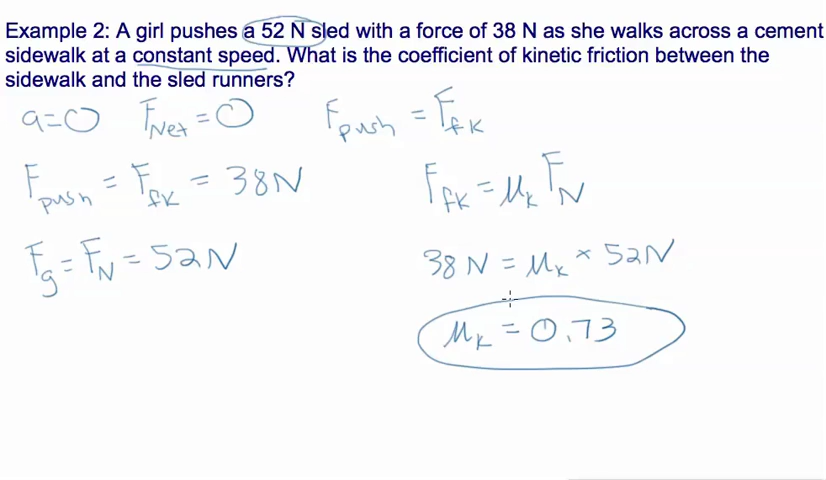 Example 2: A girl pushes a 52 N sled with a force of 38 N as she walks across a cement
sidewalk at a constant speed. What is the coefficient of kinetic friction between the
sidewalk and the sled runners?
a=0 F_Net = 0 F_push = F_fK
F_push = F_fK = 38N
F_g = F_N = 52N
F_fK = μ_K F_N
38 N = μ_K × 52N
μ_K = 0.73